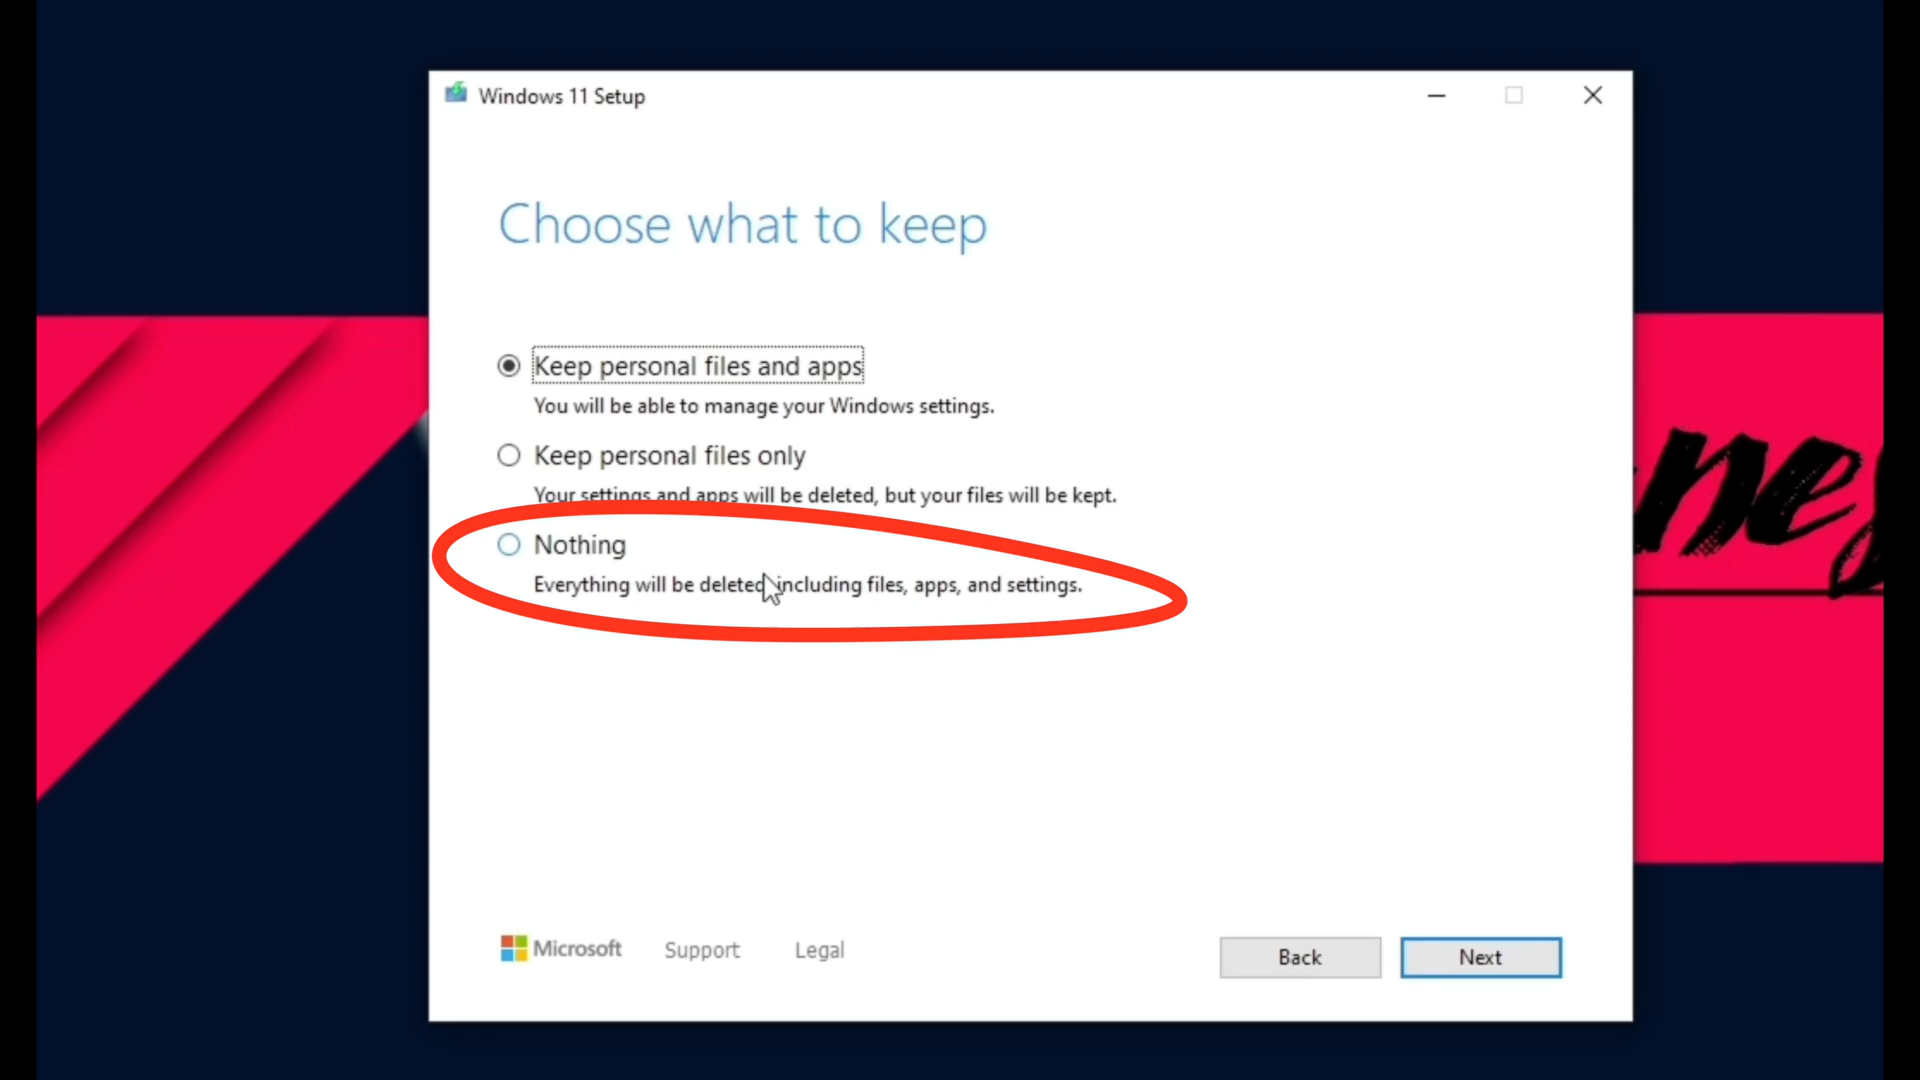 Windows 11 Setup
Choose what to keep
Keep personal files and apps
You will be able to manage your Windows settings.
Keep personal files only
Your settings and apps will be deleted, but your files will be kept.
Nothing
Everything will be deleted, including files, apps, and settings.
Microsoft Support Legal
Back Next